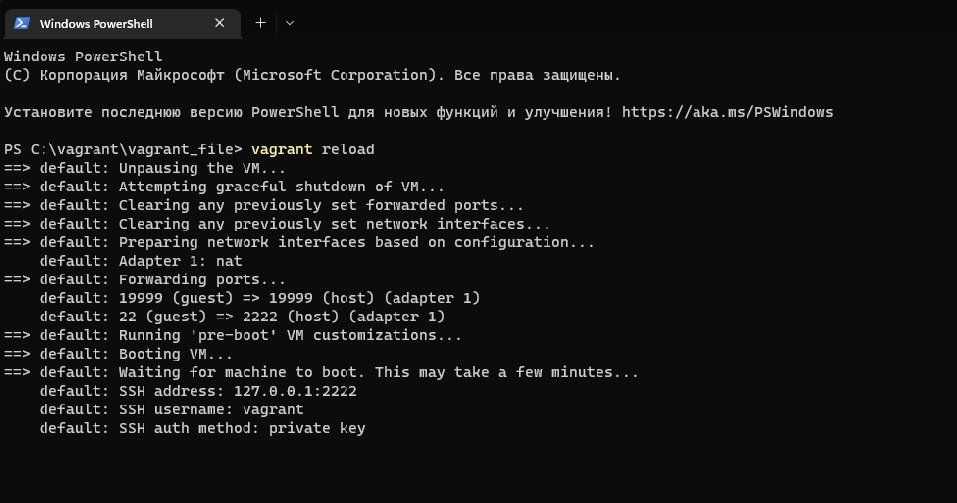 Windows PowerShell
Windows PowerShell
(C) Корпорация Майкрософт (Microsoft Corporation). Все права защищены.
Установите последнюю версию PowerShell для новых функций и улучшения! https://aka.ms/PSWindows
PS C:\vagrant\vagrant_file> vagrant reload
==> default: Unpausing the VM...
==> default: Attempting graceful shutdown of VM...
==> default: Clearing any previously set forwarded ports...
==> default: Clearing any previously set network interfaces...
==> default: Preparing network interfaces based on configuration...
default: Adapter 1: nat
==> default: Forwarding ports...
default: 19999 (guest) => 19999 (host) (adapter 1)
default: 22 (guest) => 2222 (host) (adapter 1)
==> default: Running 'pre-boot' VM customizations...
==> default: Booting VM...
==> default: Waiting for machine to boot. This may take a few minutes...
default: SSH address: 127.0.0.1:2222
default: SSH username: vagrant
default: SSH auth method: private key